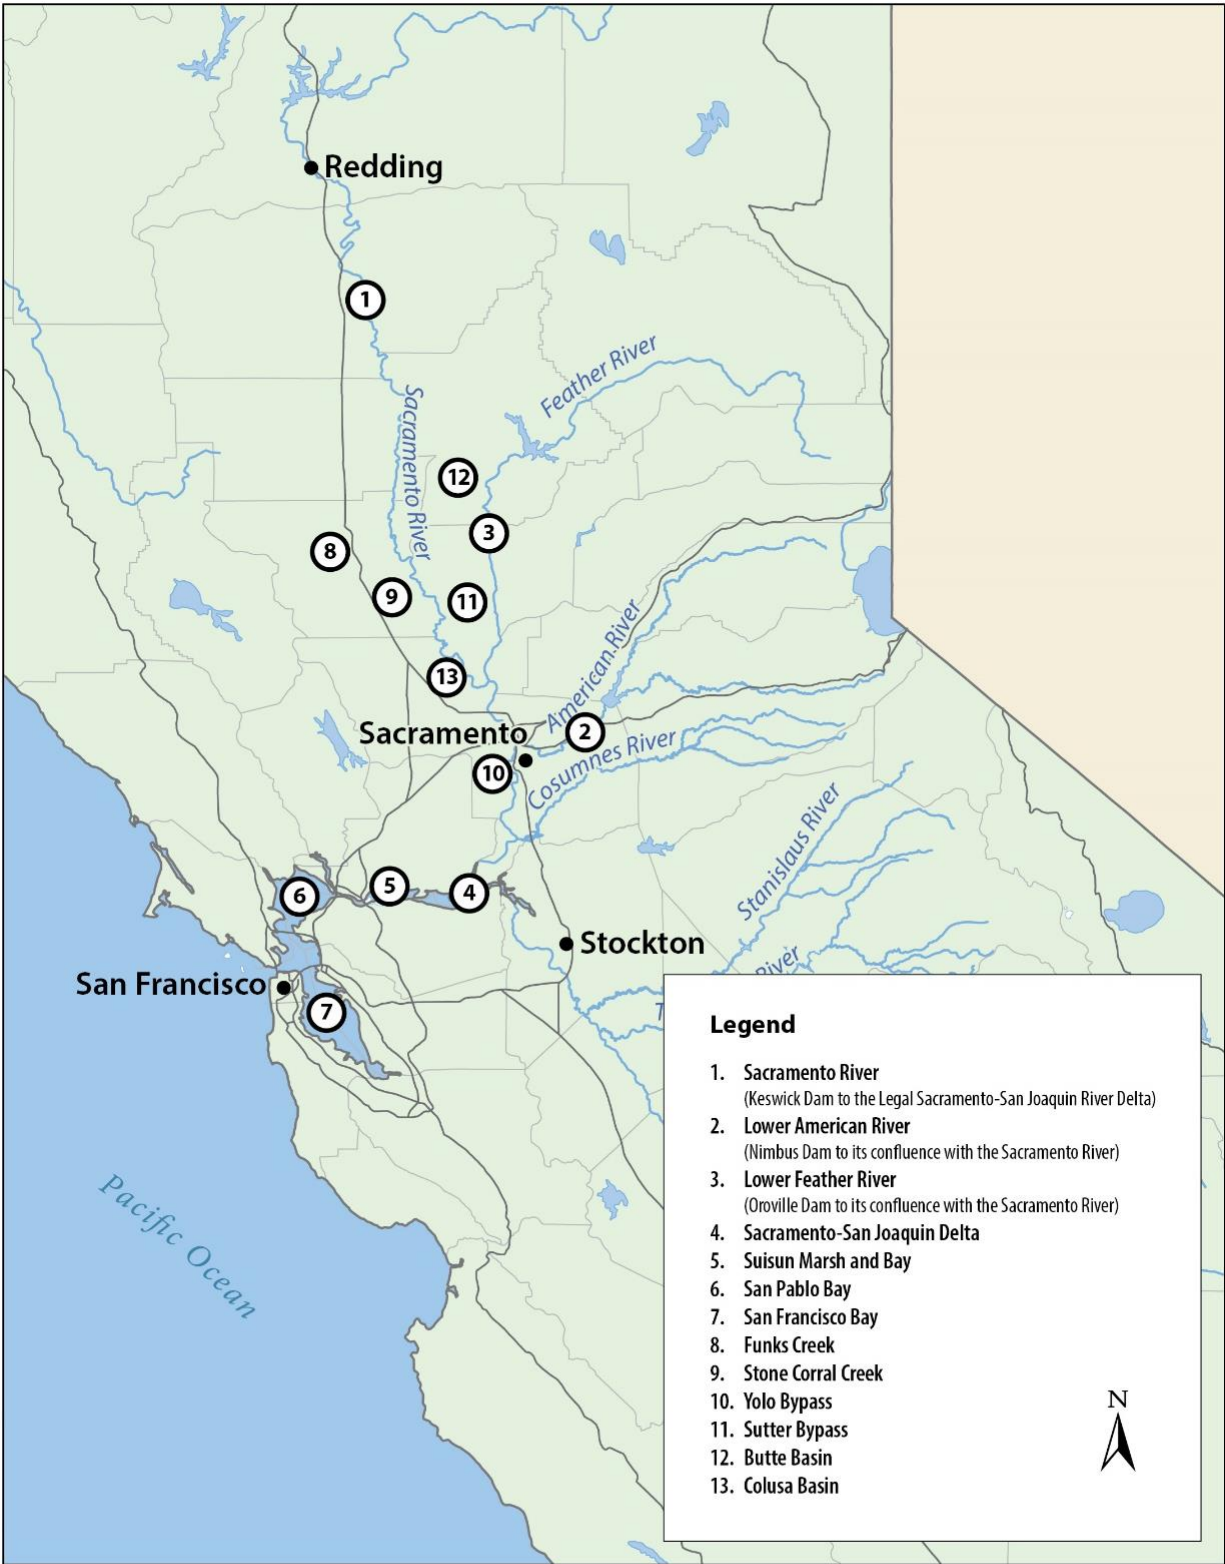 Redding
1
Feather River
Sacramento River
12
3
8
9
11
American River
13
Sacramento
2
Cosumnes River
10
Stanislaus River
5
6
4
Stockton
River
San Francisco
7
T
Pacific Ocean
Legend
1. Sacramento River
(Keswick Dam to the Legal Sacramento-San Joaquin River Delta)
2. Lower American River
(Nimbus Dam to its confluence with the Sacramento River)
3. Lower Feather River
(Oroville Dam to its confluence with the Sacramento River)
4. Sacramento-San Joaquin Delta
5. Suisun Marsh and Bay
6. San Pablo Bay
7. San Francisco Bay
8. Funks Creek
9. Stone Corral Creek
10. Yolo Bypass
11. Sutter Bypass
12. Butte Basin
13. Colusa Basin
N